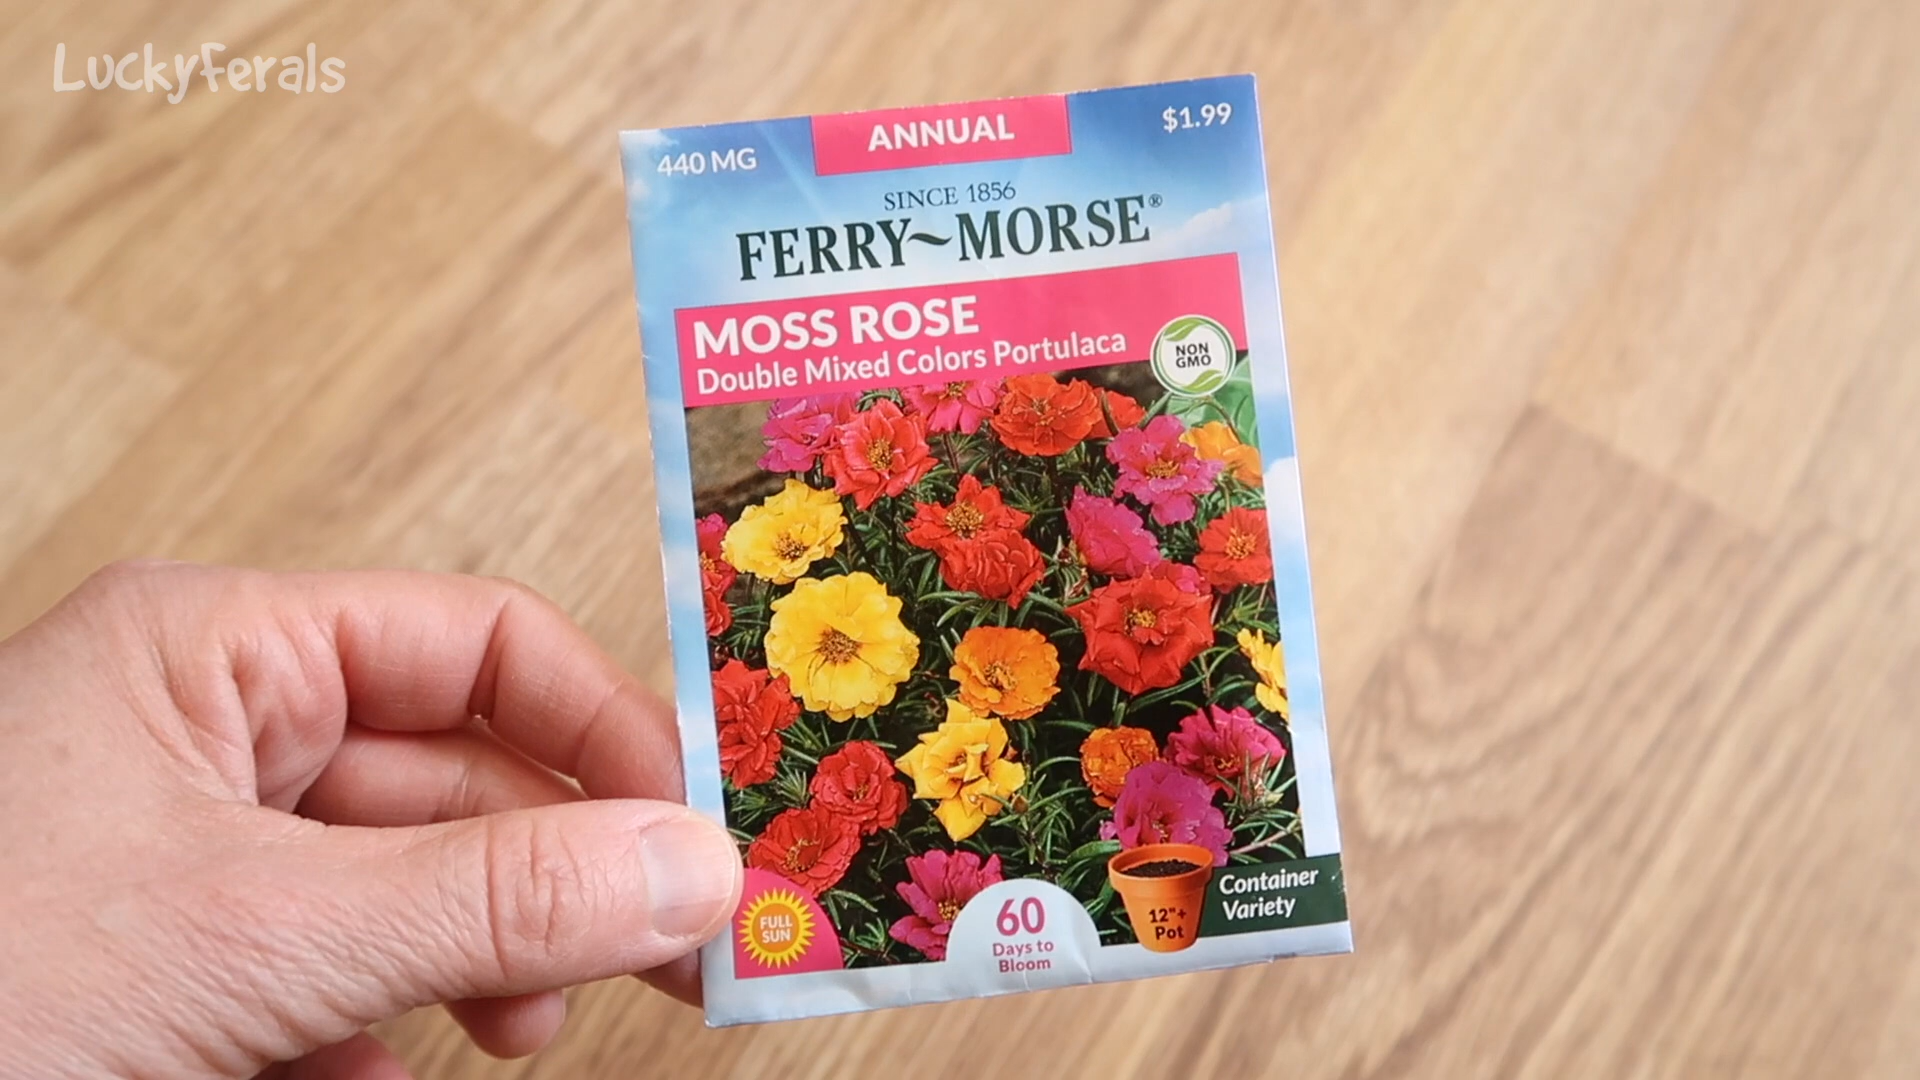 LuckyFerals
440 MG
ANNUAL
$1.99
SINCE 1856
FERRY~MORSE®
MOSS ROSE
Double Mixed Colors Portulaca
NON
GMO
FULL
SUN
60
Days to
Bloom
12"+
Pot
Container
Variety